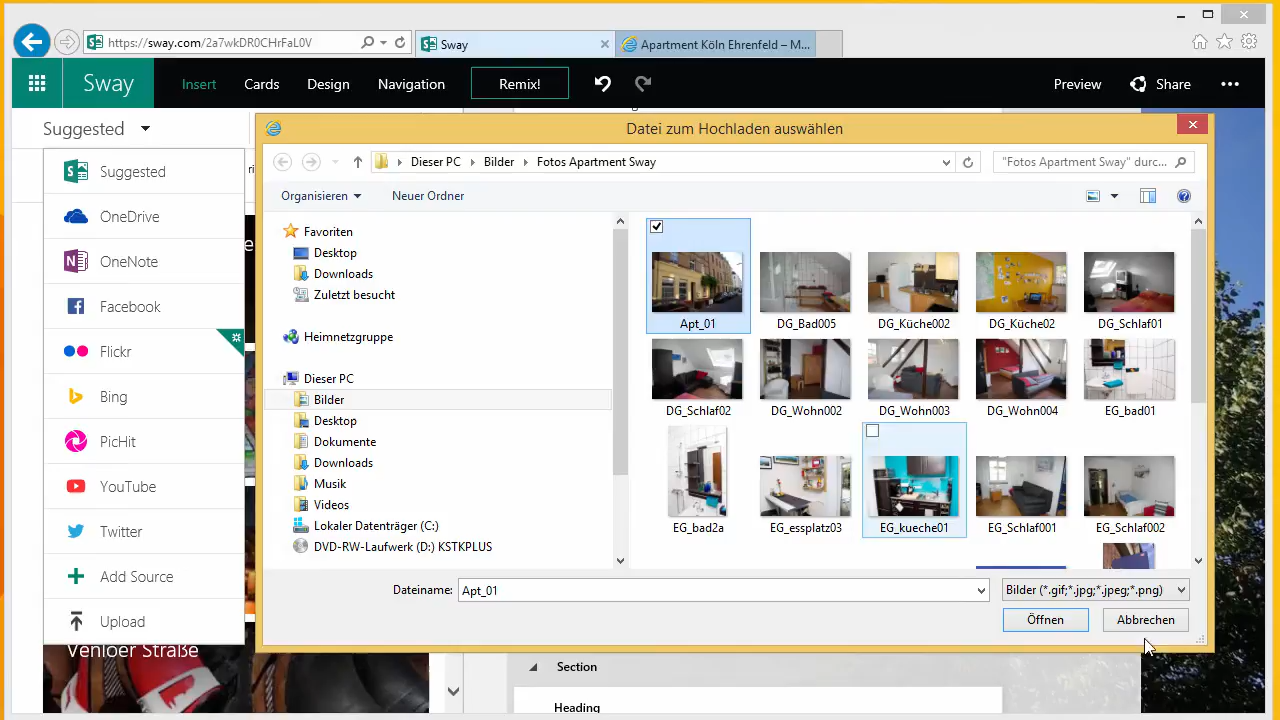 https://sway.com/2a7wkDR0CHrFaL0V
Sway
Apartment Köln Ehrenfeld – M...
Sway
Insert
Cards
Design
Navigation
Remix!
Preview
Share
Suggested
Suggested
OneDrive
OneNote
Facebook
Flickr
Bing
PicHit
YouTube
Twitter
Add Source
Upload
Venloer Straße
Datei zum Hochladen auswählen
Dieser PC
Bilder
Fotos Apartment Sway
"Fotos Apartment Sway" durc...
Organisieren
Neuer Ordner
Favoriten
Desktop
Downloads
Zuletzt besucht
Heimnetzgruppe
Dieser PC
Bilder
Desktop
Dokumente
Downloads
Musik
Videos
Lokaler Datenträger (C:)
DVD-RW-Laufwerk (D:) KSTKPLUS
Apt_01
DG_Bad005
DG_Küche002
DG_Küche02
DG_Schlaf01
DG_Schlaf02
DG_Wohn002
DG_Wohn003
DG_Wohn004
EG_bad01
EG_bad2a
EG_essplatz03
EG_kueche01
EG_Schlaf001
EG_Schlaf002
Dateiname:
Apt_01
Bilder (*.gif;*.jpg;*.jpeg;*.png)
Öffnen
Abbrechen
Section
Heading